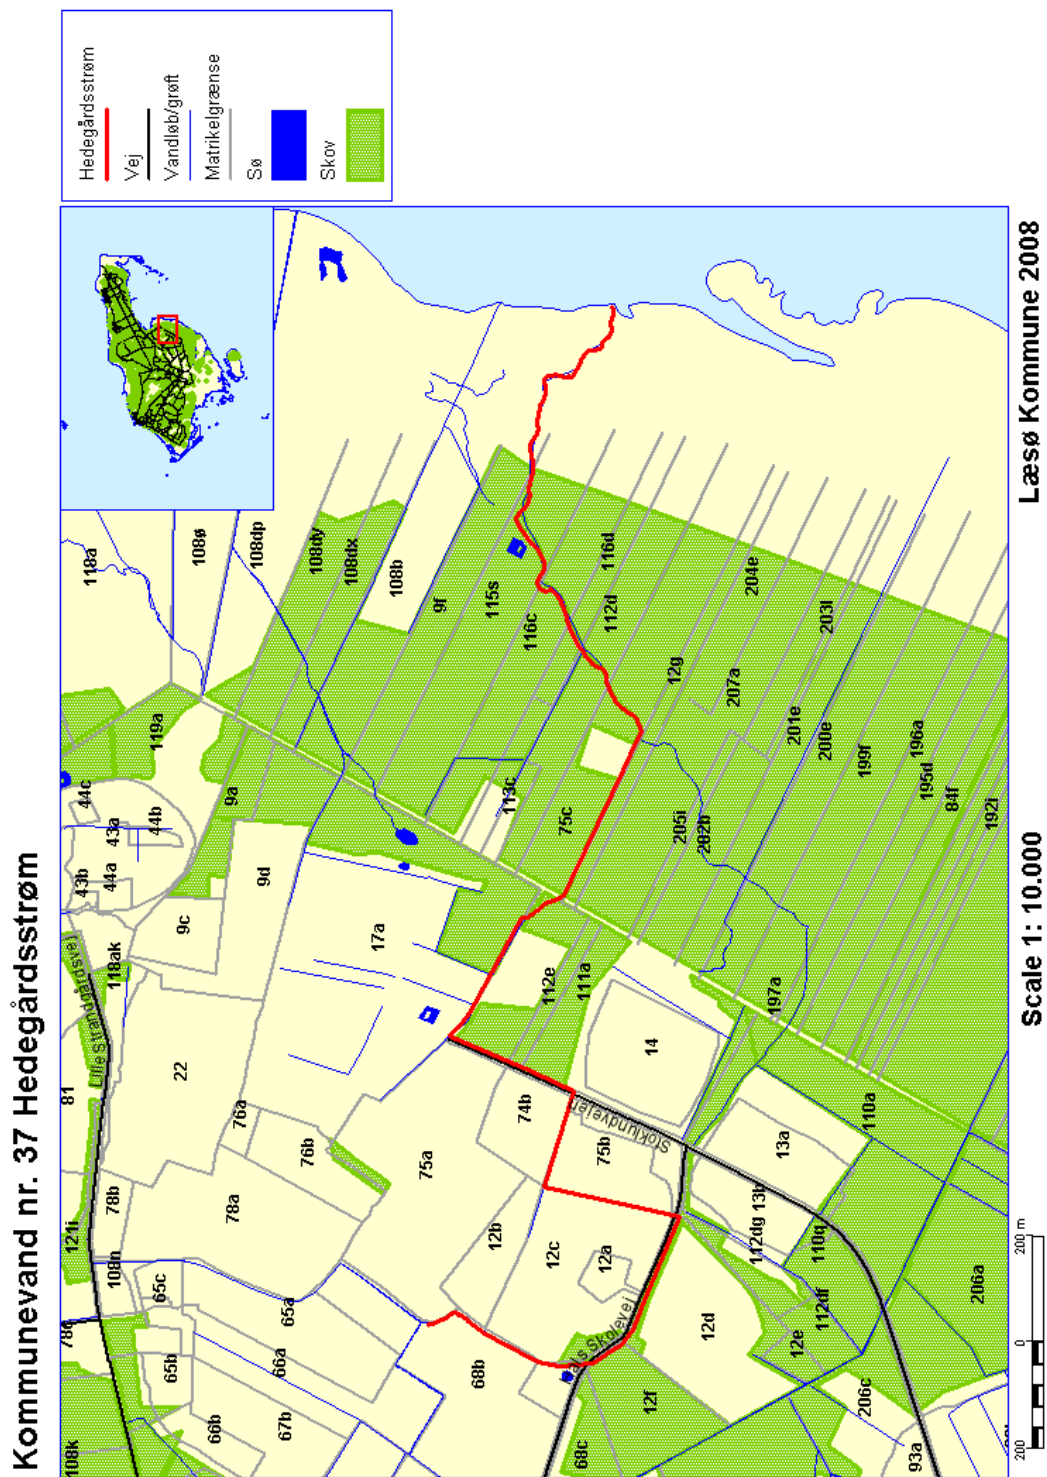 Kommunevand nr. 37 Hedegårdsstrøm
Hedegårdsstrøm
Vej
Vandløb/grøft
Matrikelgrænse
Sø
Skov
Lille Strandgårdsvej
Stoklundvejen
Skolevej
81
121i
78b
108n
108k
65c
65b
65a
66a
66b
67b
68b
68c
78a
76a
76b
22
118ak
43b
43a
44a
44b
44c
119a
9a
9c
9d
17a
75a
74b
75b
12b
12c
12a
12d
12f
12e
112df
112dg
110q
13b
13a
14
110a
206a
206c
93a
112e
111a
197a
118a
108ø
108dp
108dy
108dx
108b
9f
115s
116c
116d
112d
113c
75c
12g
204e
203l
207a
201e
200e
199f
196a
195d
84f
192i
205i
202b
200
0
200 m
Scale 1: 10.000
Læsø Kommune 2008